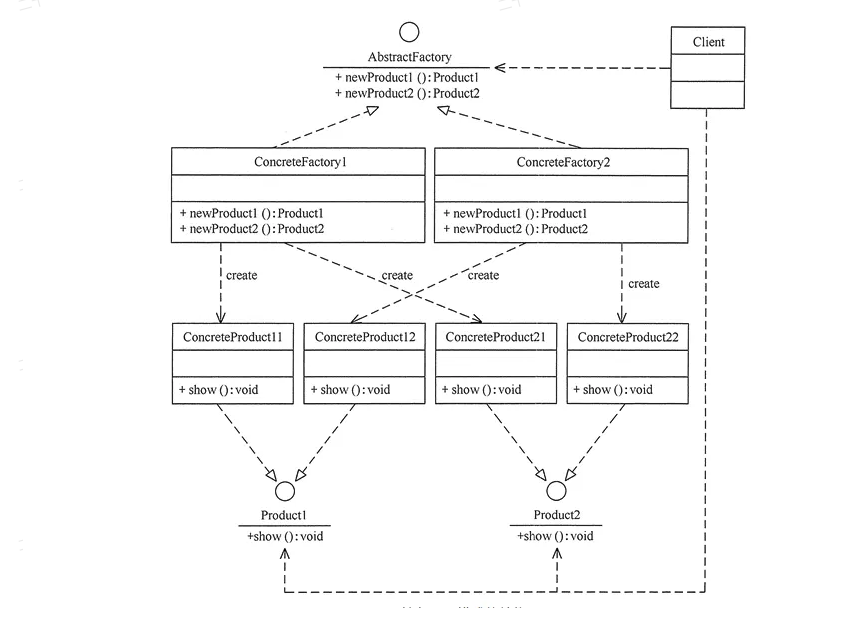 AbstractFactory
+ newProduct1 () : Product1
+ newProduct2 () : Product2
Client
ConcreteFactory1
+ newProduct1 () : Product1
+ newProduct2 () : Product2
ConcreteFactory2
+ newProduct1 () : Product1
+ newProduct2 () : Product2
create
create
create
create
ConcreteProduct11
+ show () : void
ConcreteProduct12
+ show () : void
ConcreteProduct21
+ show () : void
ConcreteProduct22
+ show () : void
Product1
+show () : void
Product2
+show () : void